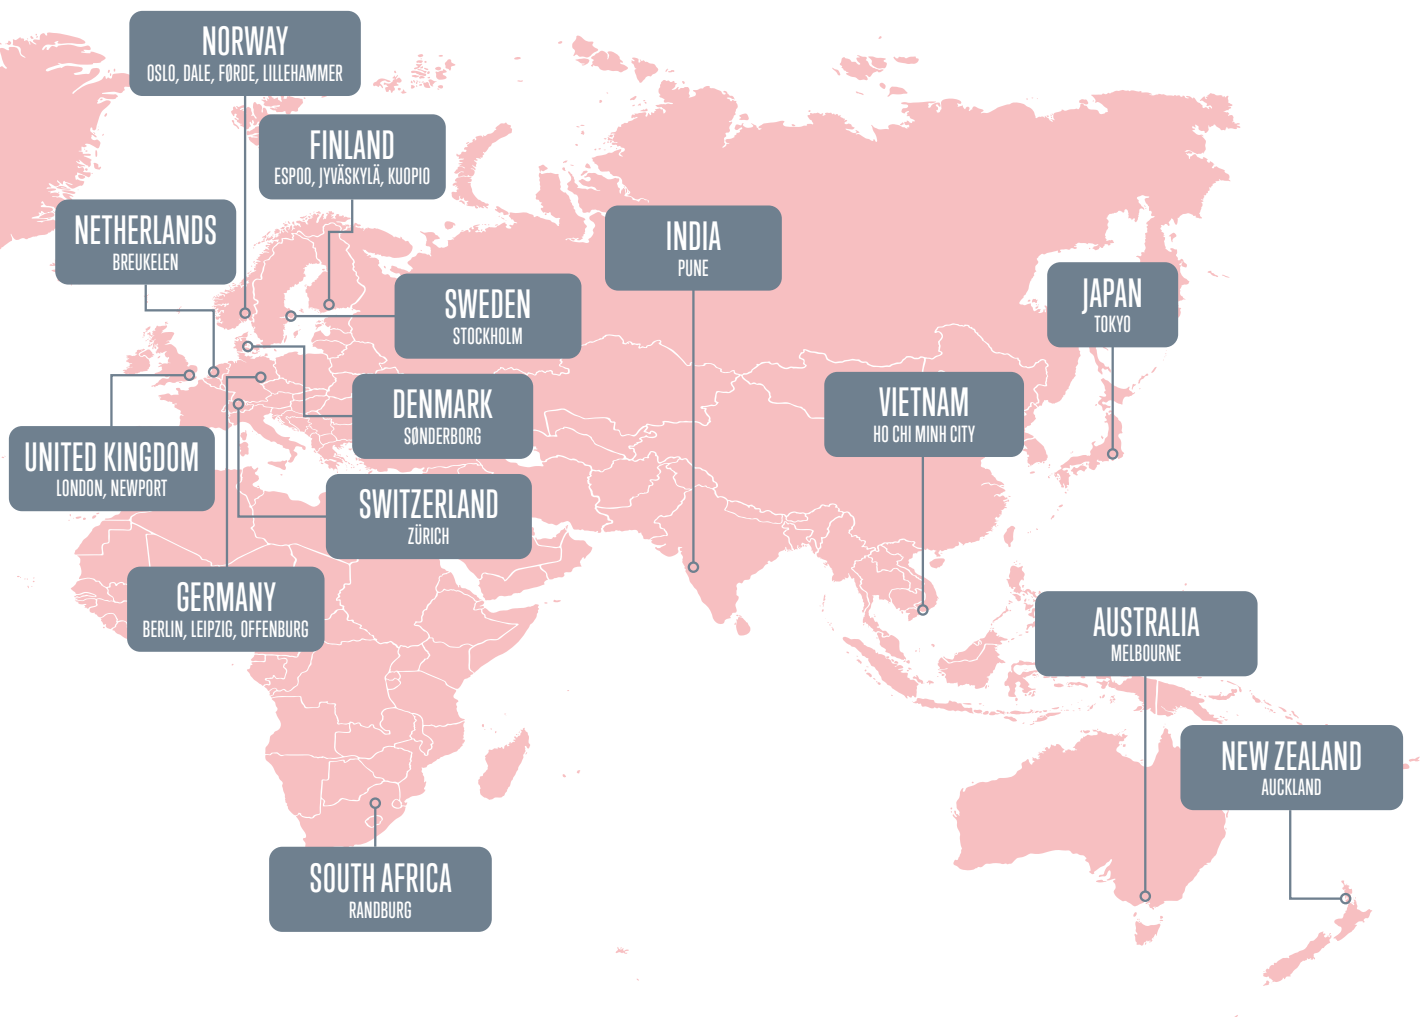 NORWAY
OSLO, DALE, FØRDE, LILLEHAMMER
FINLAND
ESPOO, JYVÄSKYLÄ, KUOPIO
NETHERLANDS
BREUKELEN
INDIA
PUNE
SWEDEN
STOCKHOLM
JAPAN
TOKYO
DENMARK
SØNDERBORG
VIETNAM
HO CHI MINH CITY
UNITED KINGDOM
LONDON, NEWPORT
SWITZERLAND
ZÜRICH
GERMANY
BERLIN, LEIPZIG, OFFENBURG
AUSTRALIA
MELBOURNE
NEW ZEALAND
AUCKLAND
SOUTH AFRICA
RANDBURG